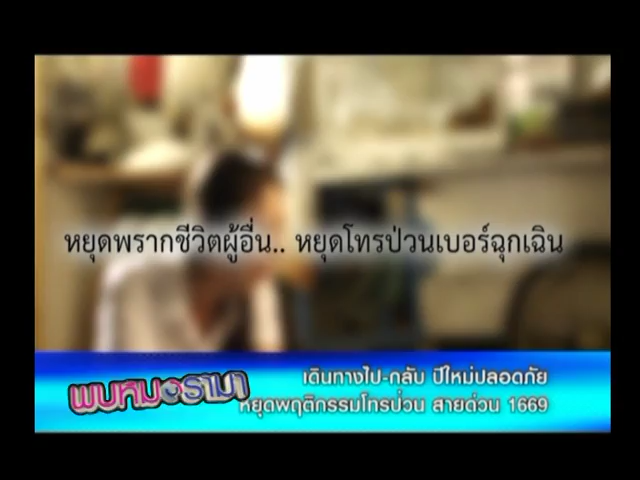 หยุดพรากชีวิตผู้อื่น.. หยุดโทรป่วนเบอร์ฉุกเฉิน
พบหมอรามา
เดินทางไป-กลับ ปีใหม่ปลอดภัย
หยุดพฤติกรรมโทรป่วน สายด่วน 1669